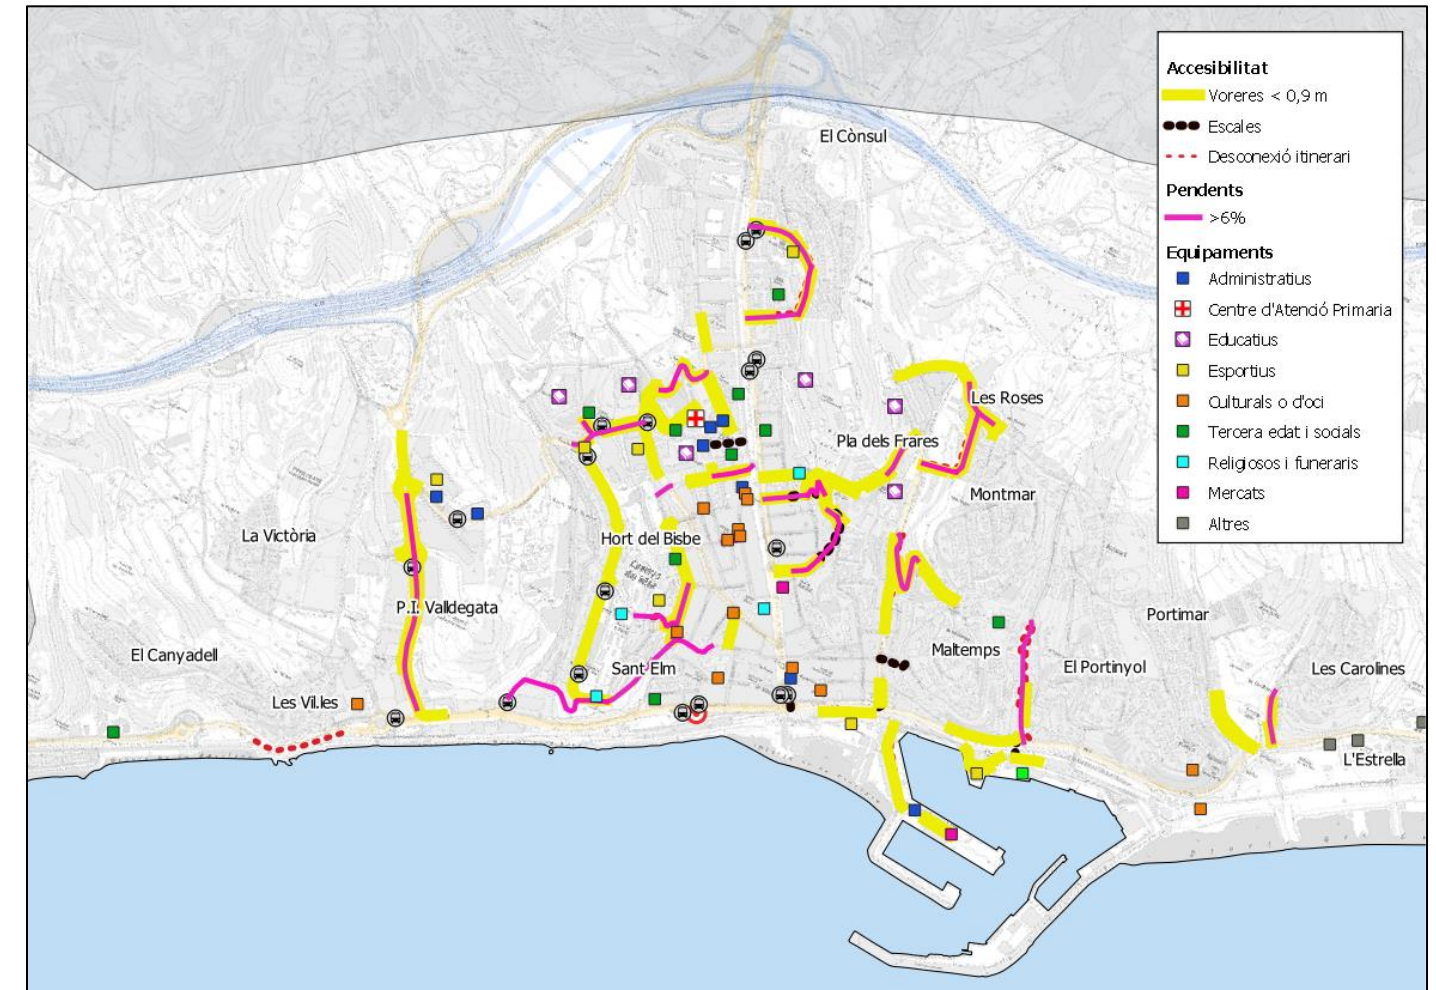 Accesibilitat
Voreres < 0,9 m
Escales
Desconexió itinerari
Pendents
>6%
Equipaments
Administratius
Centre d'Atenció Primaria
Educatius
Esportius
Culturals o d'oci
Tercera edat i socials
Religiosos i funeraris
Mercats
Altres
El Cònsul
Les Roses
Pla dels Frares
Montmar
La Victòria
Hort del Bisbe
P.I. Valldegata
Portimar
El Canyadell
Maltemps
El Portinyol
Les Carolines
Sant Elm
Les Vil.les
L'Estrella